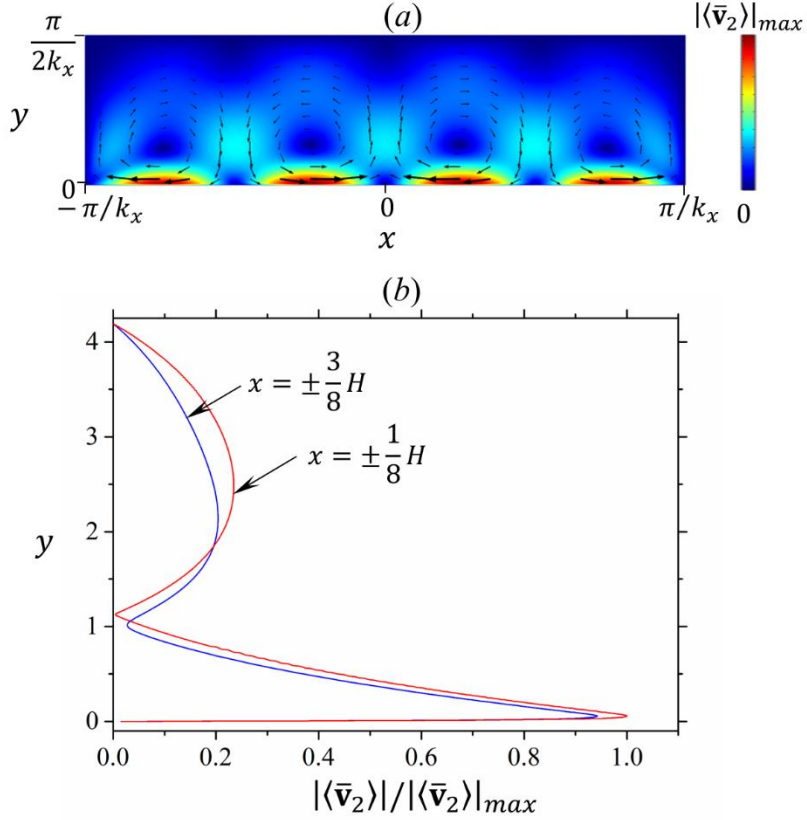 (a)
|⟨v̄₂⟩|max
π
2kₓ
y
0
0
−π/kₓ
0
π/kₓ
x
(b)
4
3
2
1
0
y
x = ±3/8 H
x = ±1/8 H
0.0 0.2 0.4 0.6 0.8 1.0
|⟨v̄₂⟩|/|⟨v̄₂⟩|max